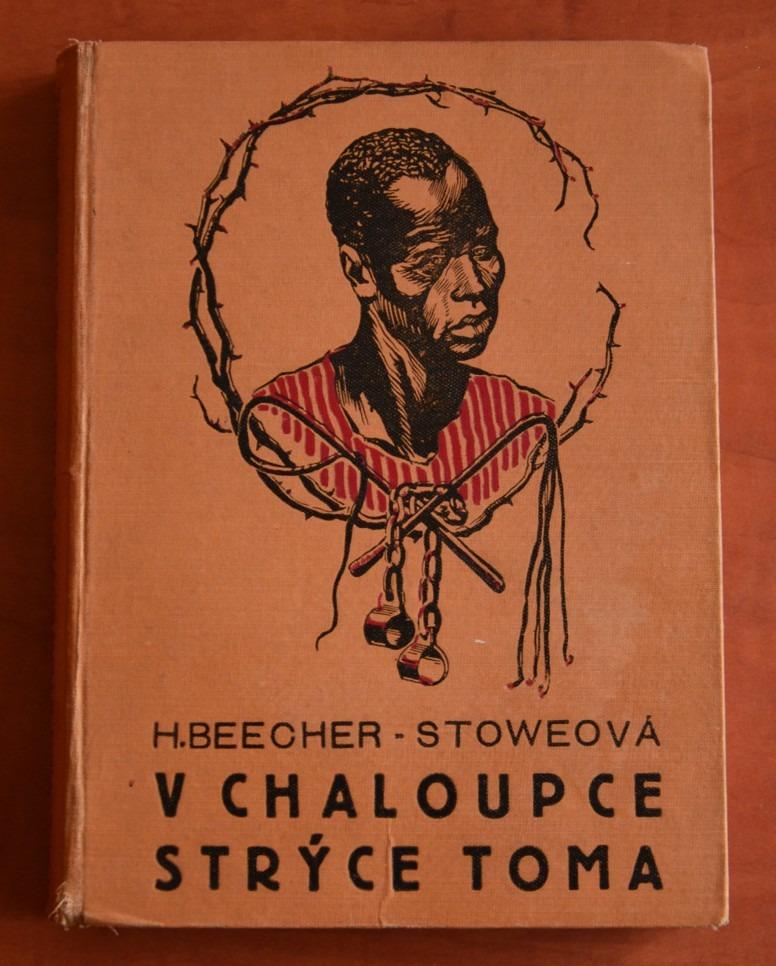 H.BEECHER - STOWEOVÁ
V CHALOUPCE
STRÝCE TOMA